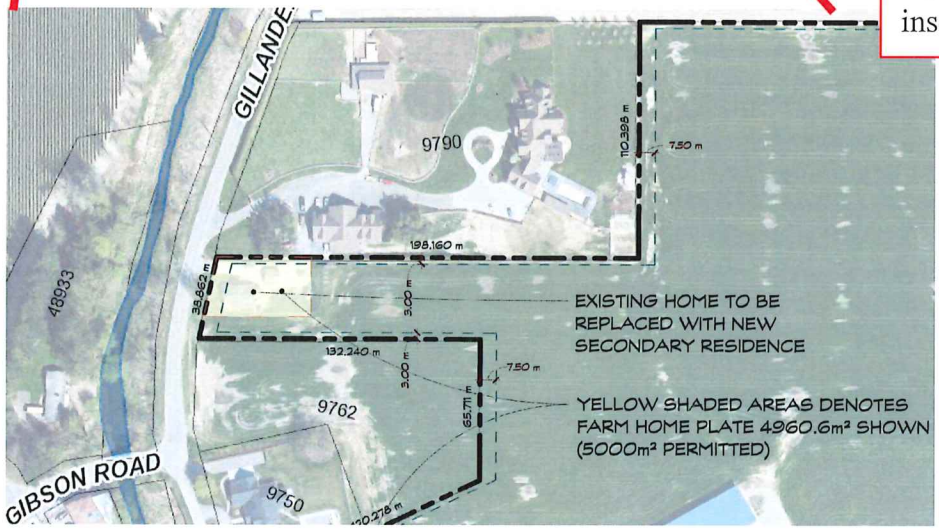 ins
GILLANDE
9790
110.398 m
7.50 m
198.160 m
38.862 m
3.00 m
48933
EXISTING HOME TO BE
REPLACED WITH NEW
SECONDARY RESIDENCE
132.240 m
3.00 m
7.50 m
65.711 m
9762
YELLOW SHADED AREAS DENOTES
FARM HOME PLATE 4960.6m² SHOWN
(5000m² PERMITTED)
GIBSON ROAD
9750
120.278 m